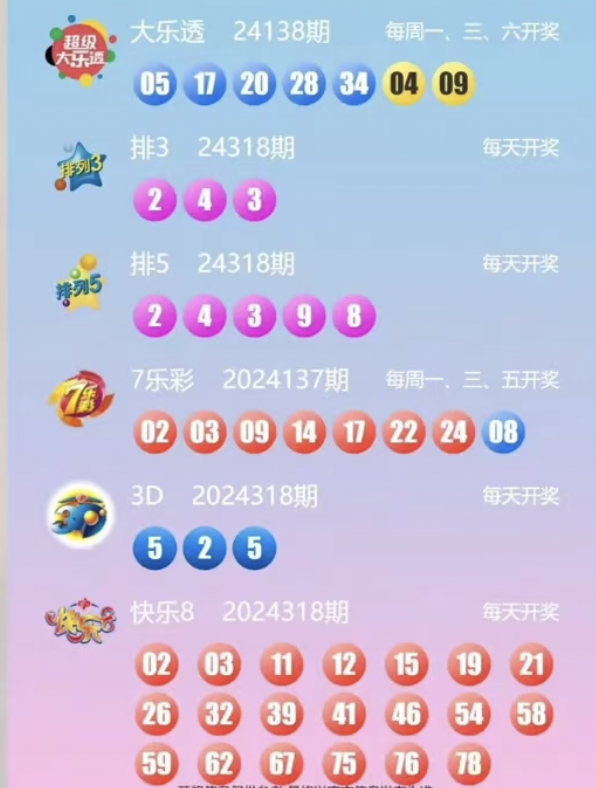 超级
大乐透
大乐透 24138期 每周一、三、六开奖
05 17 20 28 34 04 09
排列3
排3 24318期 每天开奖
2 4 3
排列5
排5 24318期 每天开奖
2 4 3 9 8
7乐彩
7乐彩 2024137期 每周一、三、五开奖
02 03 09 14 17 22 24 08
3D
3D 2024318期 每天开奖
5 2 5
快乐8 2024318期 每天开奖
02 03 11 12 15 19 21
26 32 39 41 46 54 58
59 62 67 75 76 78